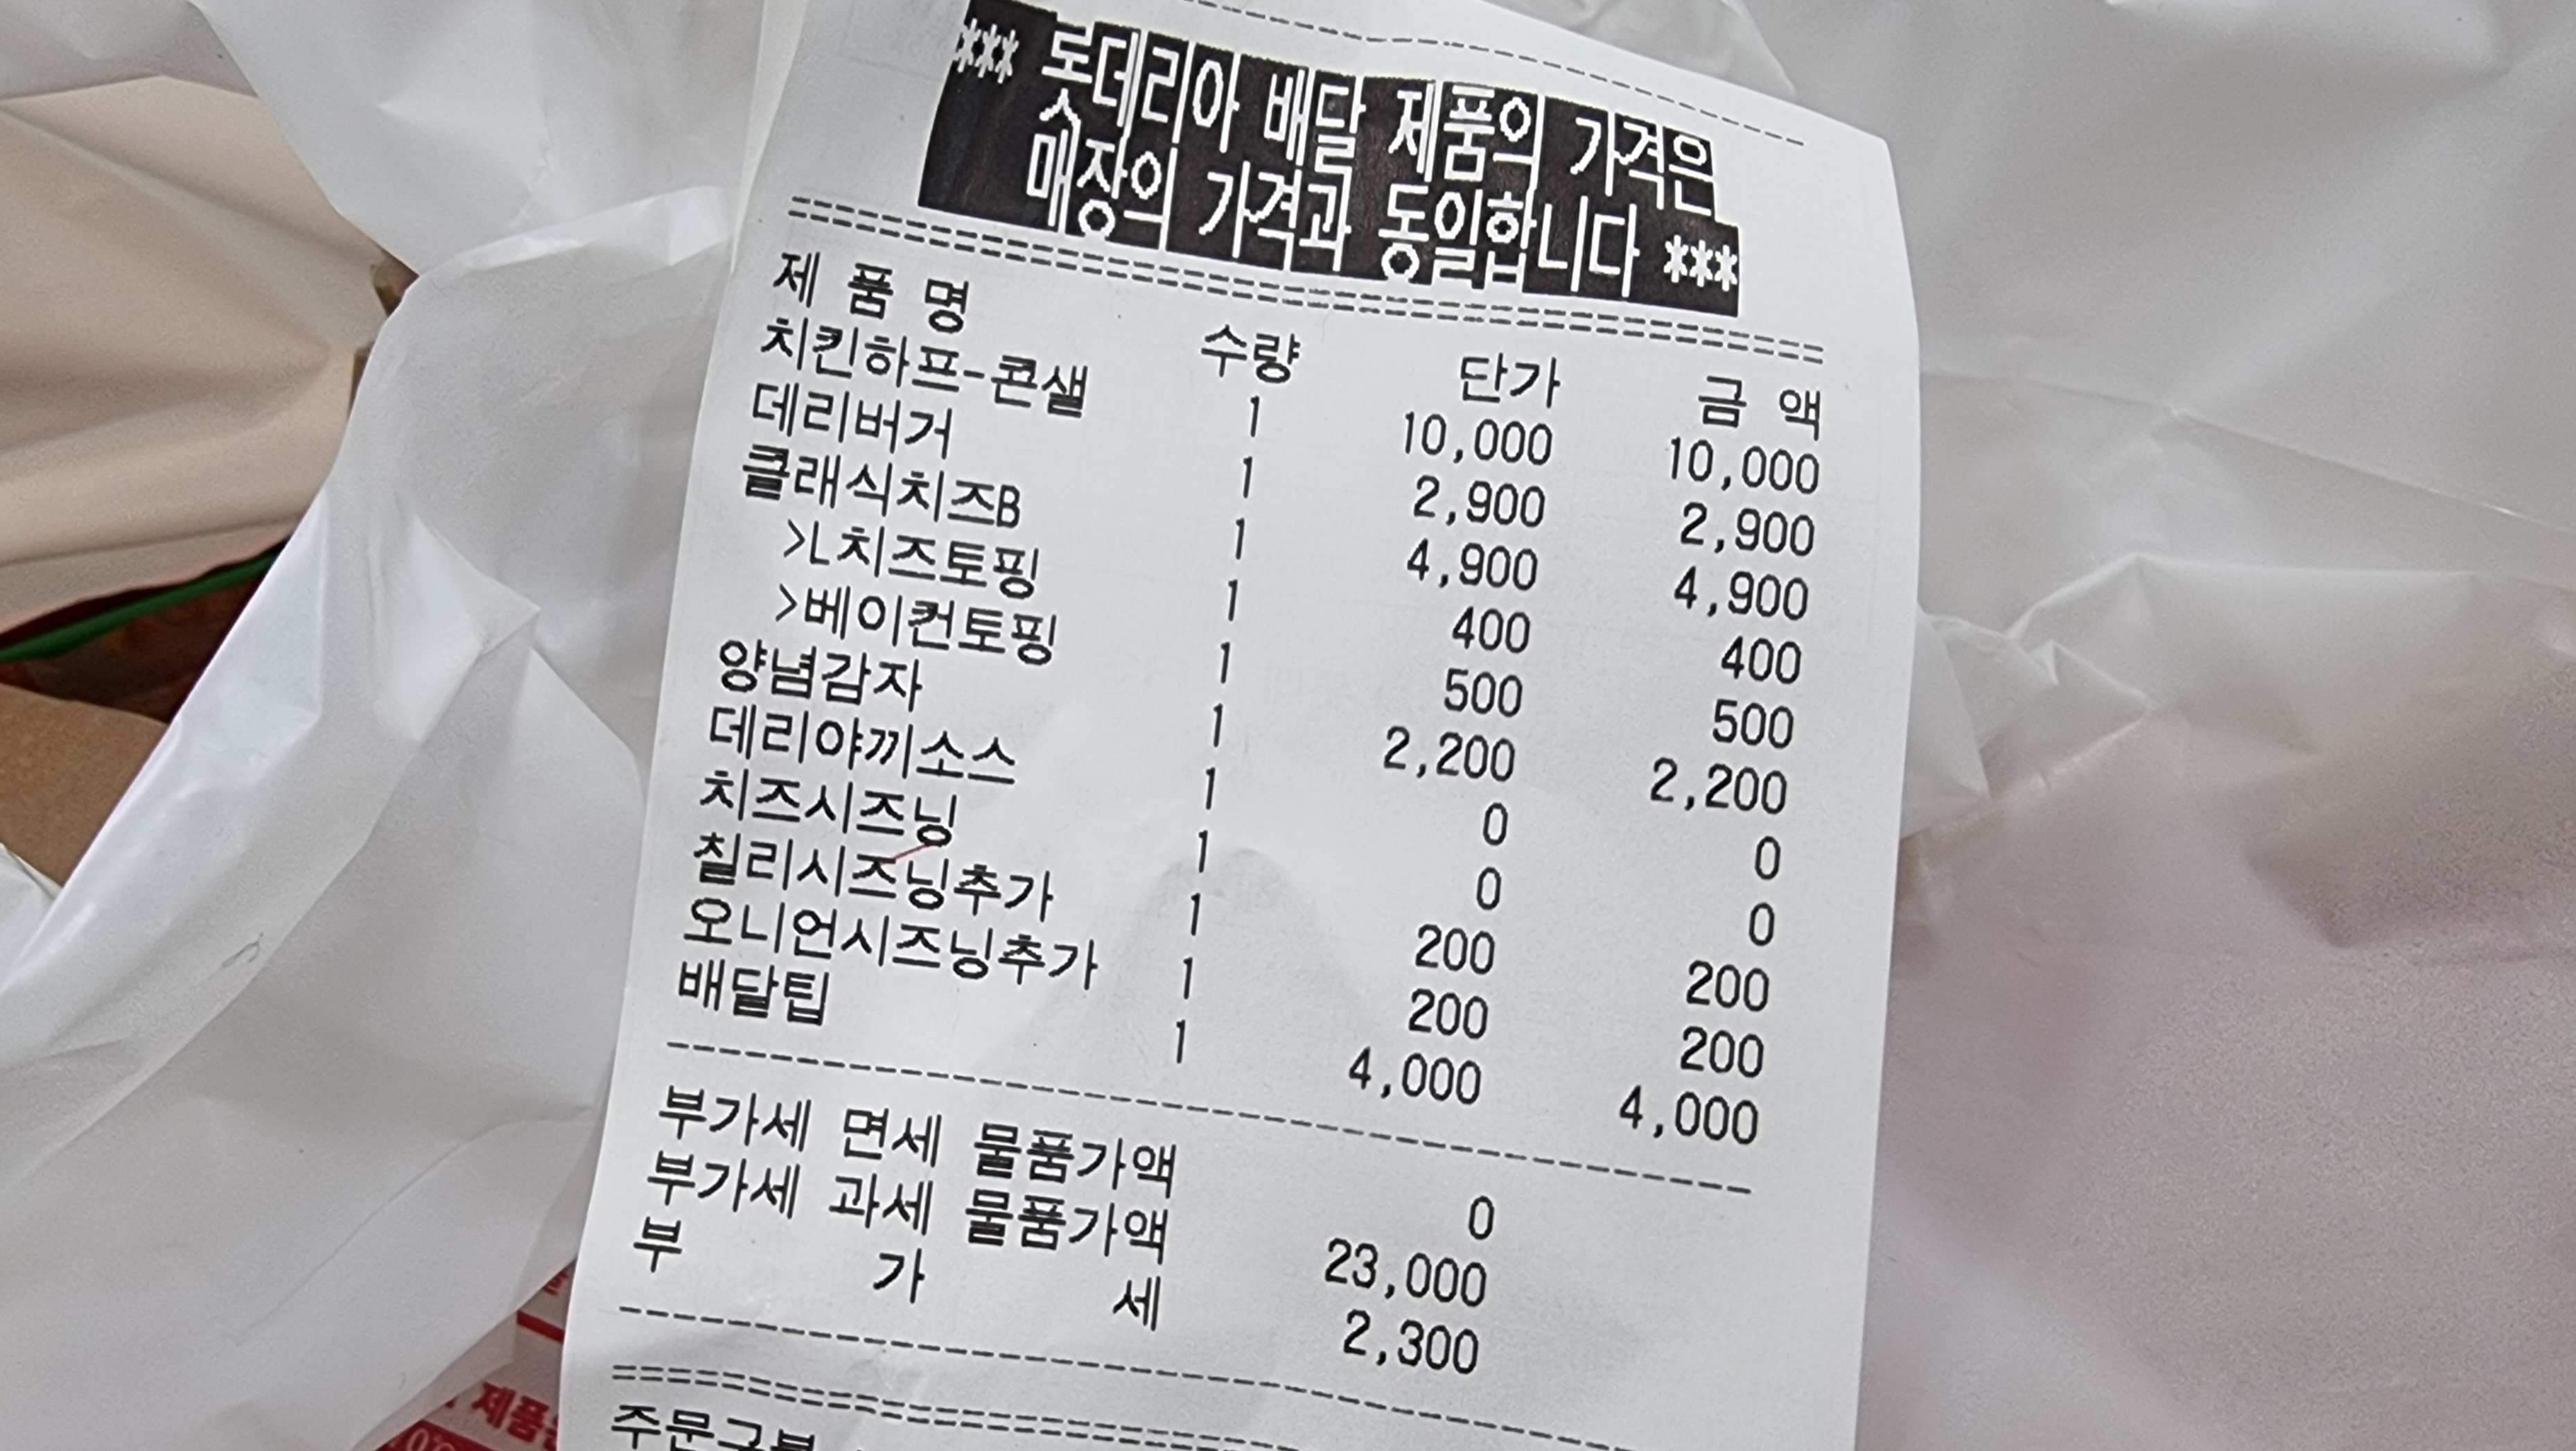 *** 롯데리아 배달 제품의 가격은
매장의 가격과 동일합니다 ***
제 품 명 수량 단가 금 액
치킨하프-콘샐 1 10,000 10,000
데리버거 1 2,900 2,900
클래식치즈B 1 4,900 4,900
>L치즈토핑 1 400 400
>베이컨토핑 1 500 500
양념감자 1 2,200 2,200
데리야끼소스 1 0 0
치즈시즈닝 1 0 0
칠리시즈닝추가 1 200 200
오니언시즈닝추가 1 200 200
배달팁 1 4,000 4,000
부가세 면세 물품가액 0
부가세 과세 물품가액 23,000
부 가 세 2,300
주문구분
제품